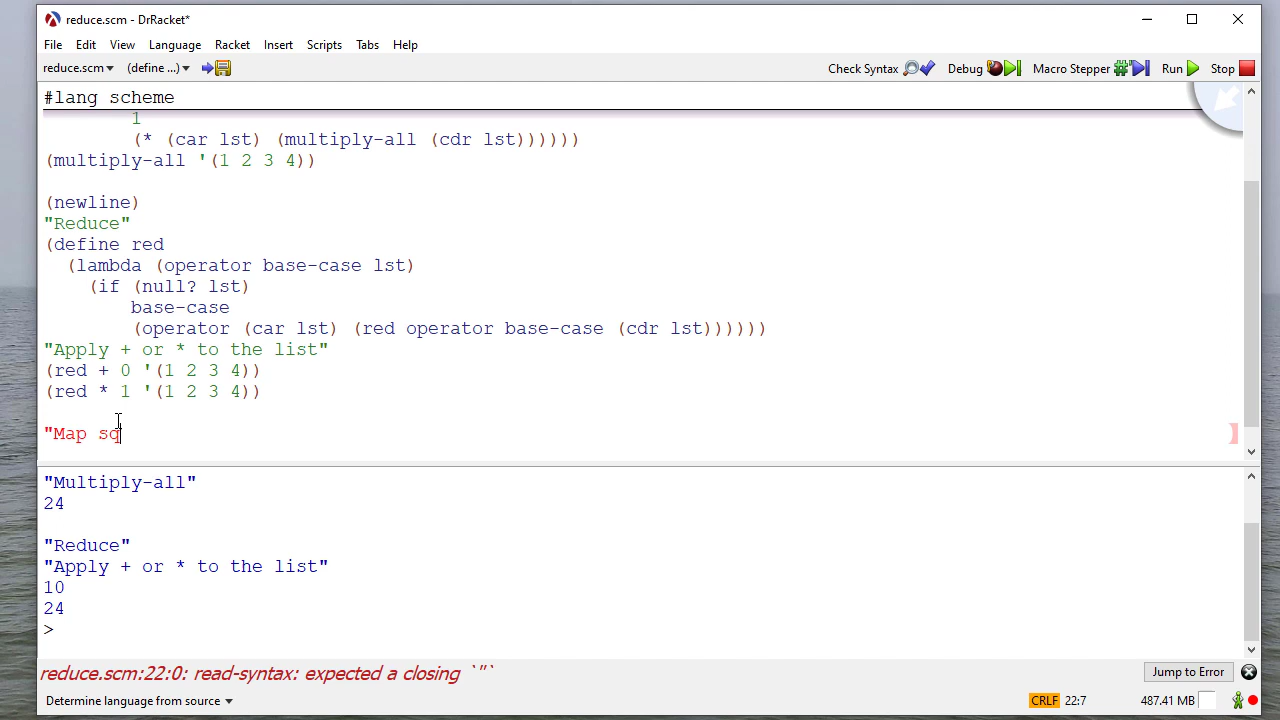 reduce.scm - DrRacket*
File Edit View Language Racket Insert Scripts Tabs Help
reduce.scm (define ...) Check Syntax Debug Macro Stepper Run Stop
#lang scheme
1
(* (car lst) (multiply-all (cdr lst))))))
(multiply-all '(1 2 3 4))
(newline)
"Reduce"
(define red
(lambda (operator base-case lst)
(if (null? lst)
base-case
(operator (car lst) (red operator base-case (cdr lst))))))
"Apply + or * to the list"
(red + 0 '(1 2 3 4))
(red * 1 '(1 2 3 4))
"Map sq
"Multiply-all"
24
"Reduce"
"Apply + or * to the list"
10
24
>
reduce.scm:22:0: read-syntax: expected a closing `"`
Jump to Error
Determine language from source CRLF 22:7 487.41 MB